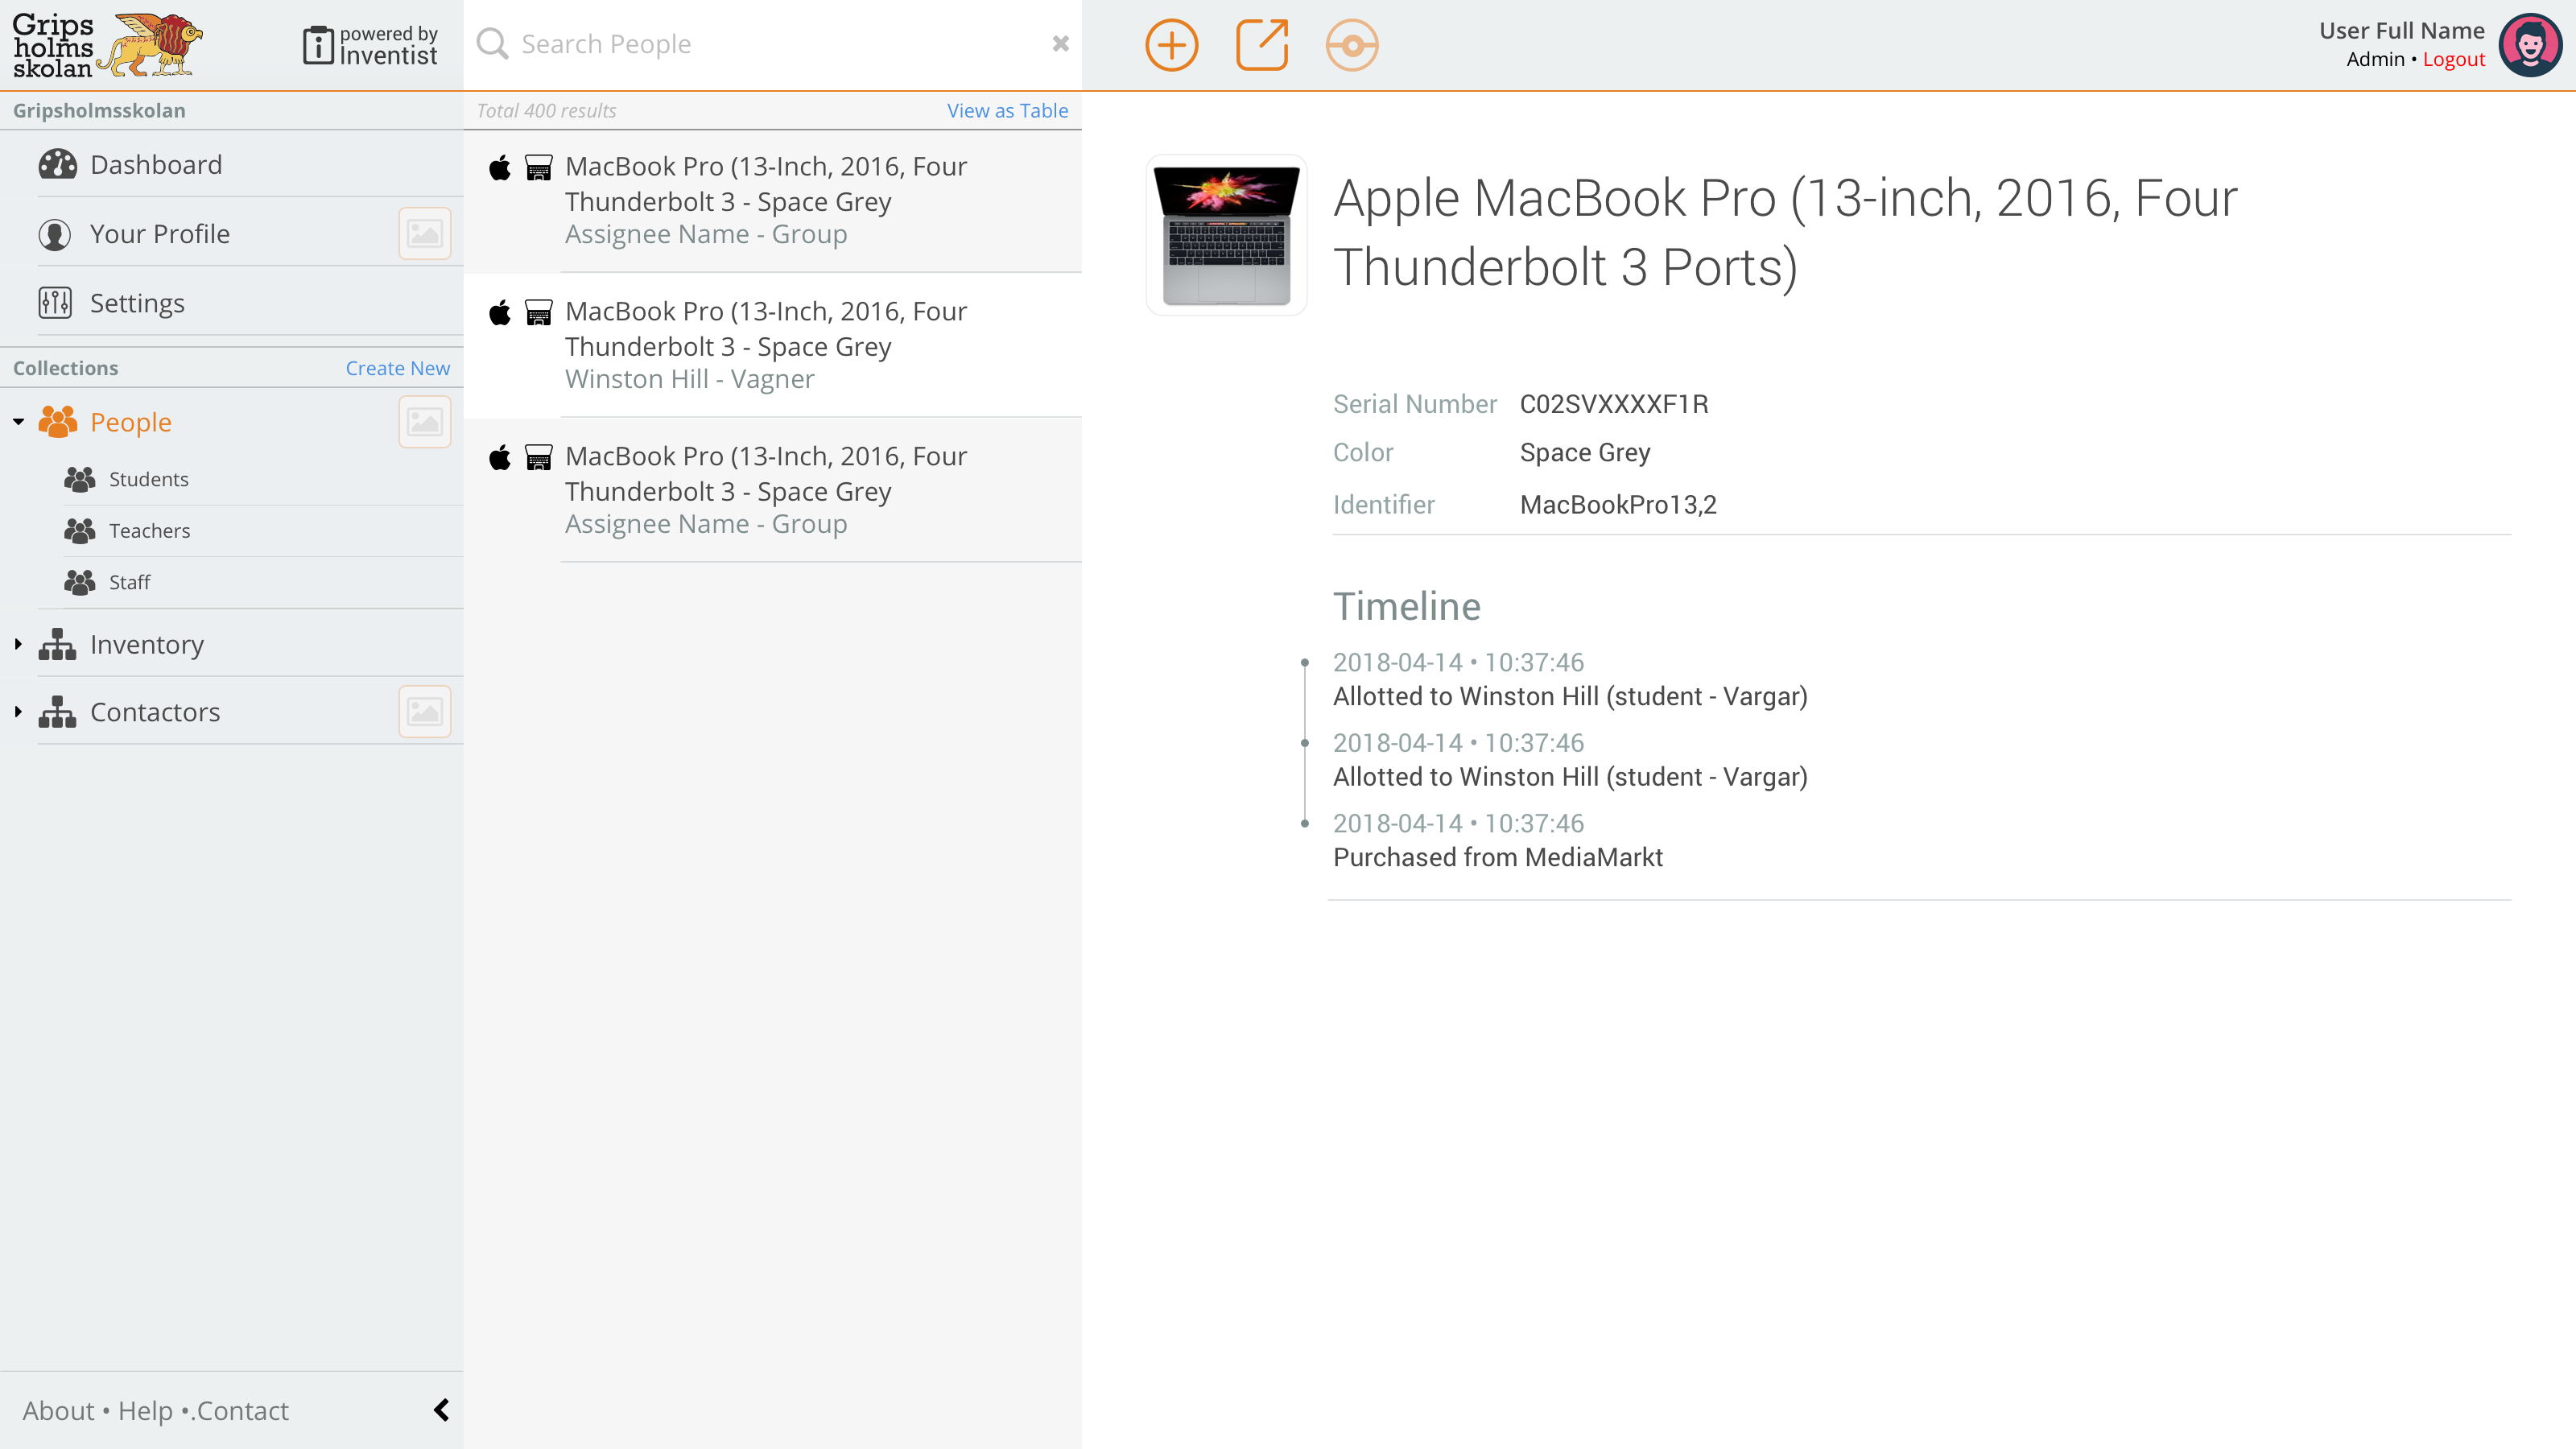 Grips
holms
skolan
powered by
Inventist
Search People
User Full Name
Admin • Logout
Gripsholmsskolan
Dashboard
Your Profile
Settings
Collections
Create New
People
Students
Teachers
Staff
Inventory
Contactors
About • Help •.Contact
Total 400 results
View as Table
MacBook Pro (13-Inch, 2016, Four
Thunderbolt 3 - Space Grey
Assignee Name - Group
MacBook Pro (13-Inch, 2016, Four
Thunderbolt 3 - Space Grey
Winston Hill - Vagner
MacBook Pro (13-Inch, 2016, Four
Thunderbolt 3 - Space Grey
Assignee Name - Group
Apple MacBook Pro (13-inch, 2016, Four
Thunderbolt 3 Ports)
Serial Number C02SVXXXXF1R
Color Space Grey
Identifier MacBookPro13,2
Timeline
2018-04-14 • 10:37:46
Allotted to Winston Hill (student - Vargar)
2018-04-14 • 10:37:46
Allotted to Winston Hill (student - Vargar)
2018-04-14 • 10:37:46
Purchased from MediaMarkt